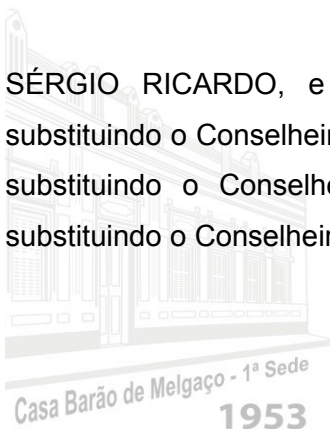 SÉRGIO RICARDO, e
substituindo o Conselheir
substituindo o Conselhe
substituindo o Conselheir
Casa Barão de Melgaço - 1ª Sede
1953